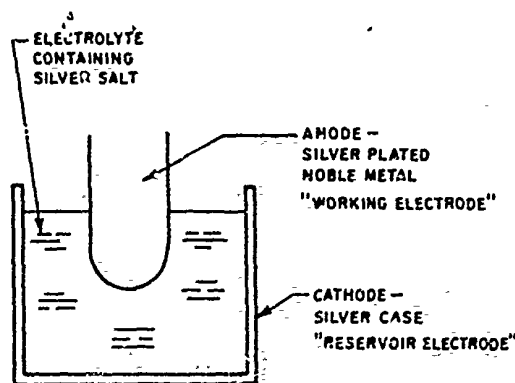 ELECTROLYTE
CONTAINING
SILVER SALT
ANODE –
SILVER PLATED
NOBLE METAL
"WORKING ELECTRODE"
CATHODE –
SILVER CASE
"RESERVOIR ELECTRODE"